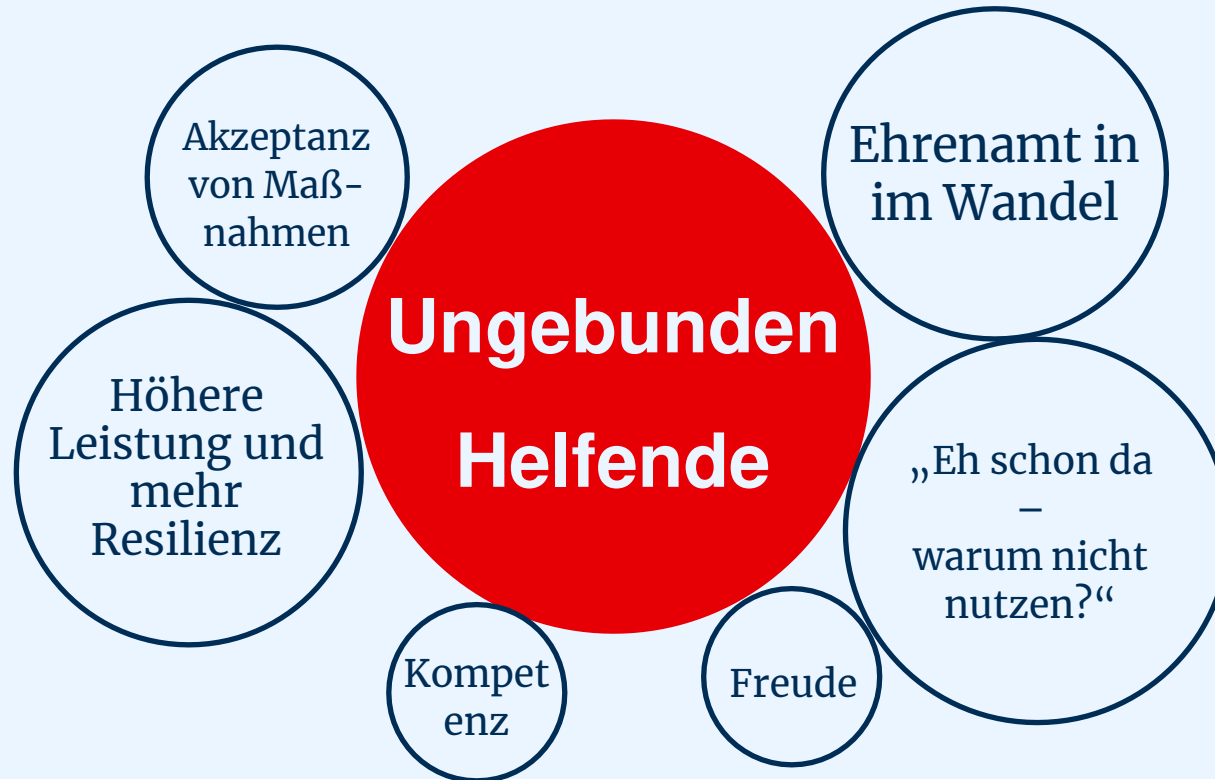 Akzeptanz
von Maß-
nahmen
Ehrenamt in
im Wandel
Ungebunden
Helfende
Höhere
Leistung und
mehr
Resilienz
„Eh schon da
–
warum nicht
nutzen?“
Kompet
enz
Freude